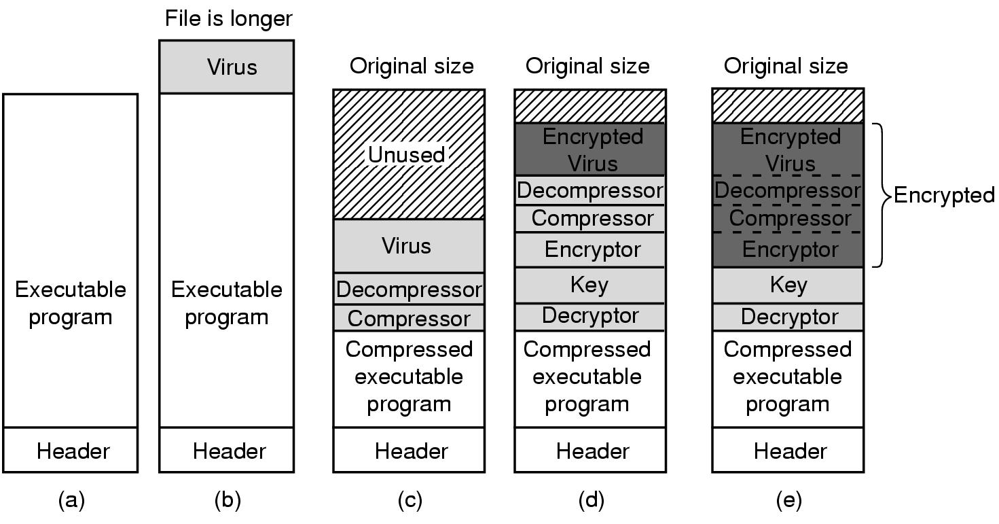 File is longer
Virus
Executable
program
Header
(a)
Executable
program
Header
(b)
Original size
Unused
Virus
Decompressor
Compressor
Compressed
executable
program
Header
(c)
Original size
Encrypted
Virus
Decompressor
Compressor
Encryptor
Key
Decryptor
Compressed
executable
program
Header
(d)
Original size
Encrypted
Virus
Decompressor
Compressor
Encryptor
Key
Decryptor
Compressed
executable
program
Header
(e)
Encrypted